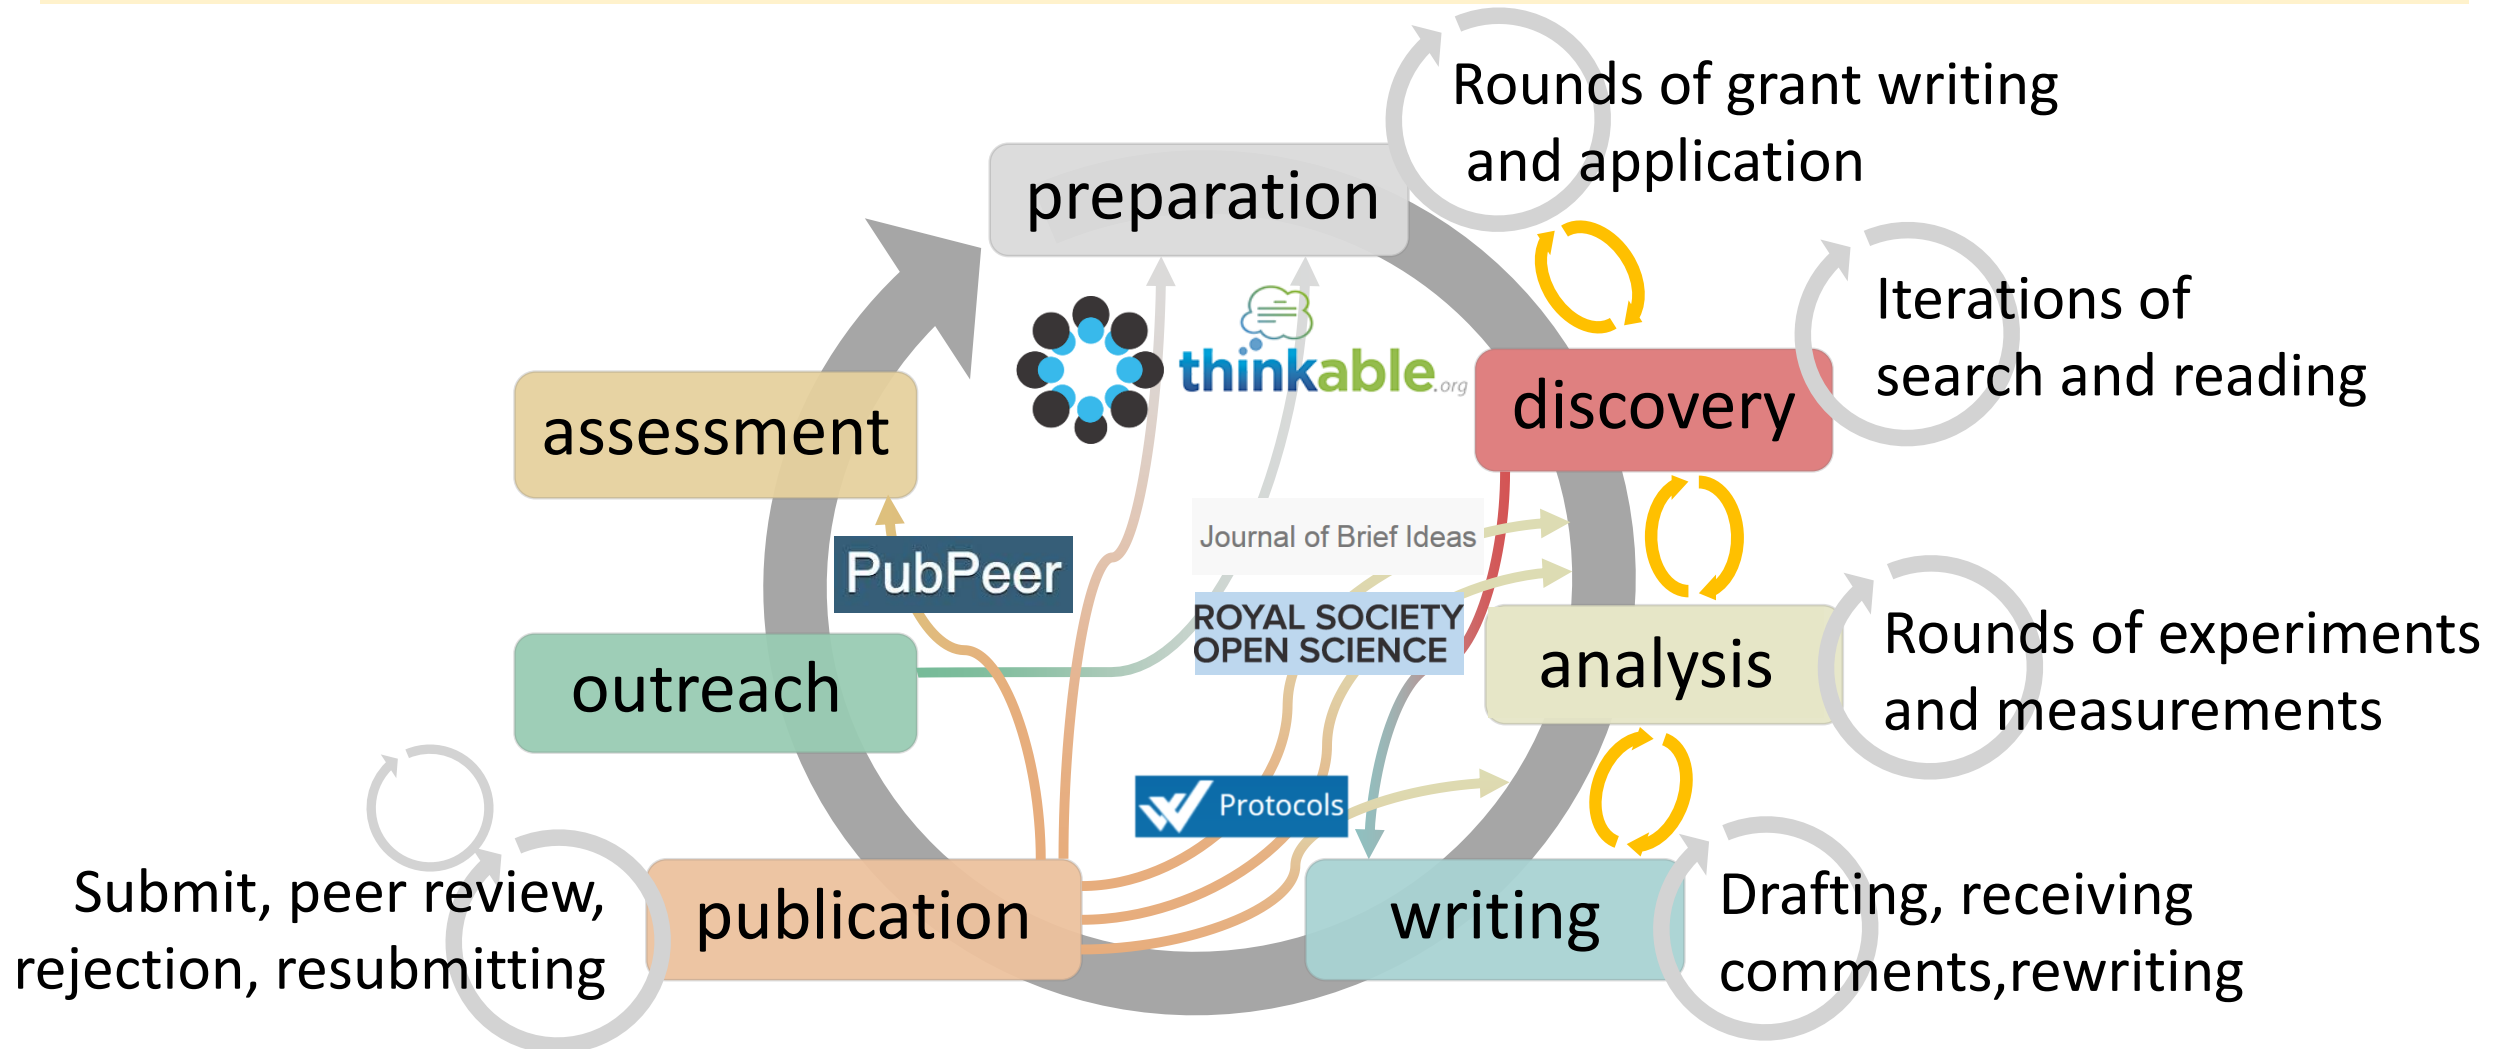 Rounds of grant writing
and application
preparation
Iterations of
search and reading
thinkable.org
discovery
assessment
Journal of Brief Ideas
PubPeer
ROYAL SOCIETY
OPEN SCIENCE
Rounds of experiments
and measurements
analysis
outreach
Protocols
Submit, peer review,
rejection, resubmitting
publication
writing
Drafting, receiving
comments,rewriting